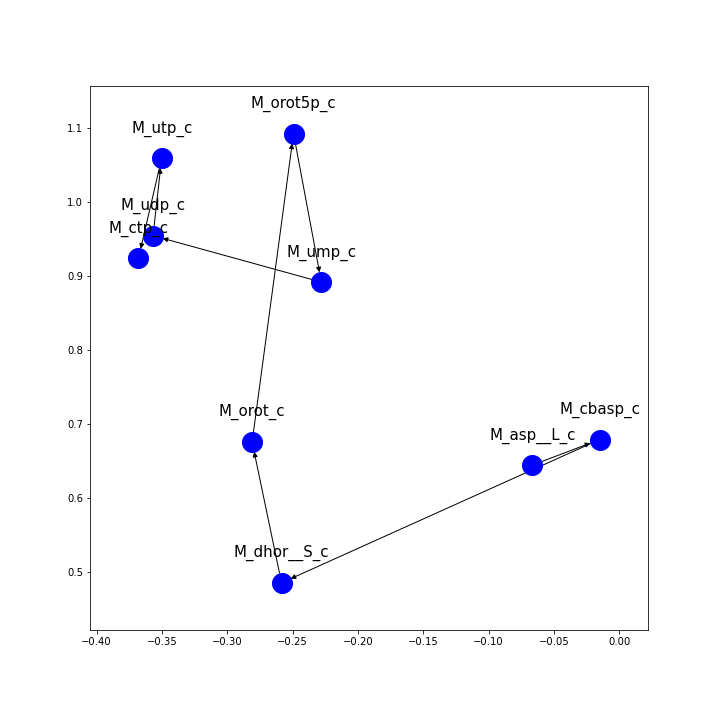 M_orot5p_c
M_utp_c
M_udp_c
M_ctp_c
M_ump_c
M_orot_c
M_cbasp_c
M_asp__L_c
M_dhor__S_c
1.1
1.0
0.9
0.8
0.7
0.6
0.5
−0.40 −0.35 −0.30 −0.25 −0.20 −0.15 −0.10 −0.05 0.00